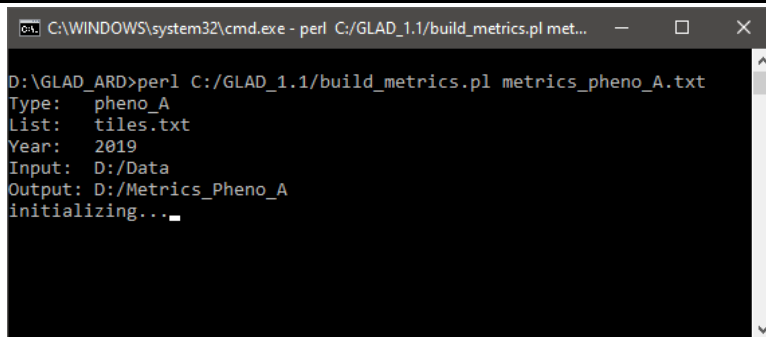 C:\WINDOWS\system32\cmd.exe - perl C:/GLAD_1.1/build_metrics.pl met...
D:\GLAD_ARD>perl C:/GLAD_1.1/build_metrics.pl metrics_pheno_A.txt
Type:   pheno_A
List:   tiles.txt
Year:   2019
Input:  D:/Data
Output: D:/Metrics_Pheno_A
initializing...